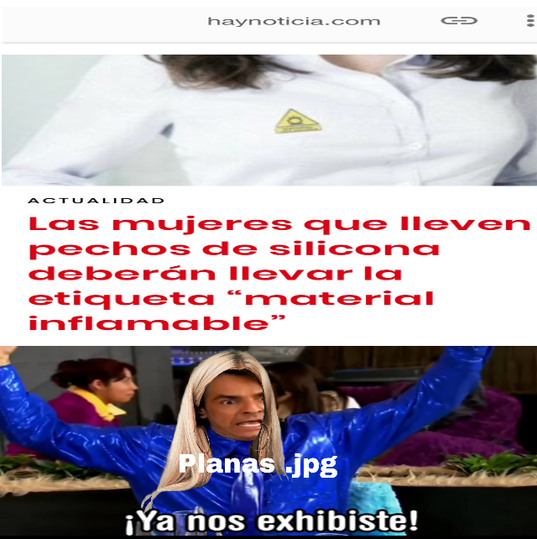 haynoticia.com
ACTUALIDAD
Las mujeres que lleven
pechos de silicona
deberán llevar la
etiqueta “material
inflamable”
Planas .jpg
¡Ya nos exhibiste!